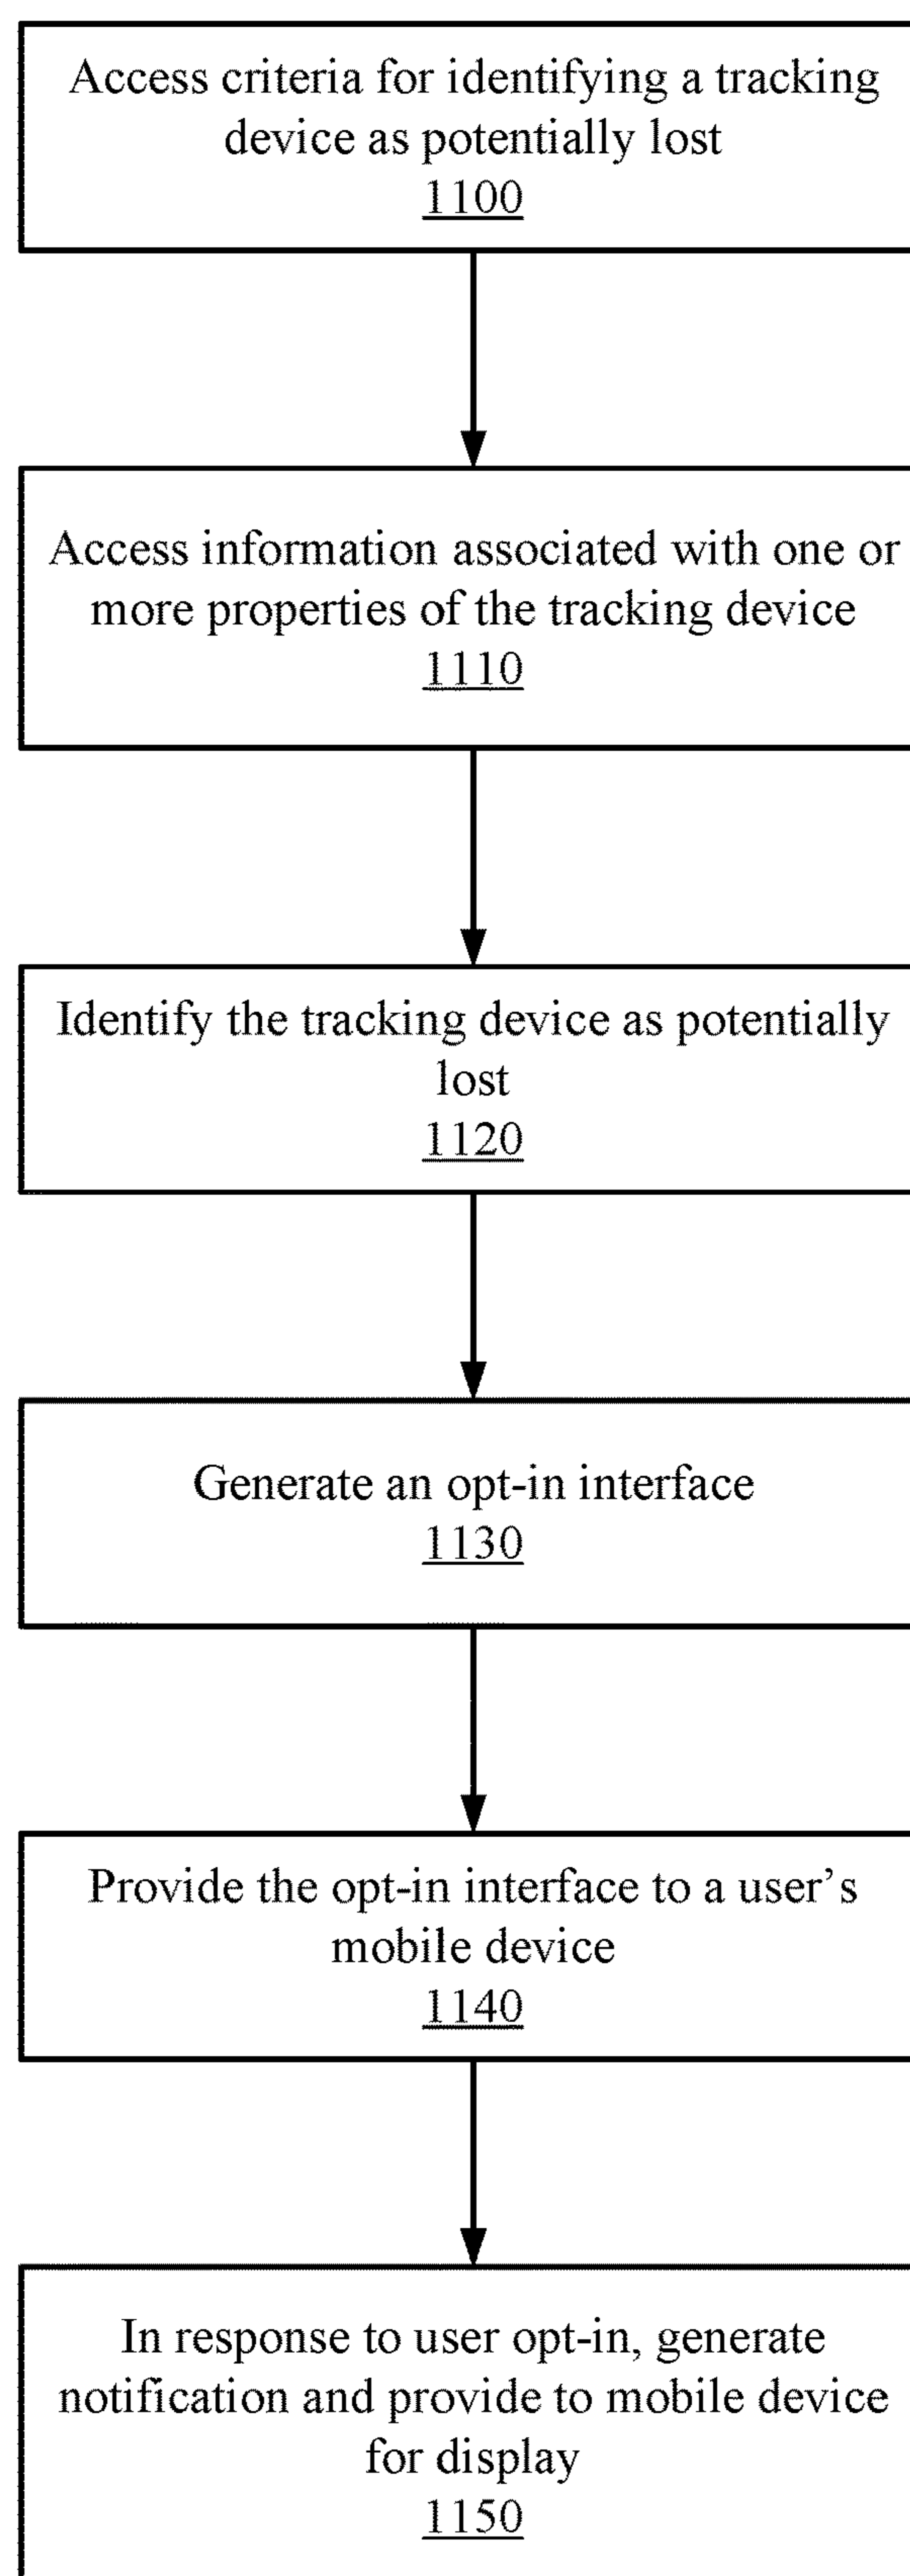 Access criteria for identifying a tracking
device as potentially lost
1100
Access information associated with one or
more properties of the tracking device
1110
Identify the tracking device as potentially
lost
1120
Generate an opt-in interface
1130
Provide the opt-in interface to a user's
mobile device
1140
In response to user opt-in, generate
notification and provide to mobile device
for display
1150